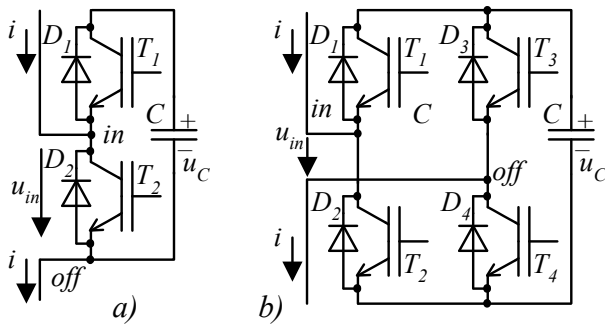 i D₁ T₁ i D₁ T₁ D₃ T₃
C + in C C +
in – u_C u_in – u_C
D₂ off
u_in T₂ D₂ D₄
i T₂ T₄
off i
a) b)